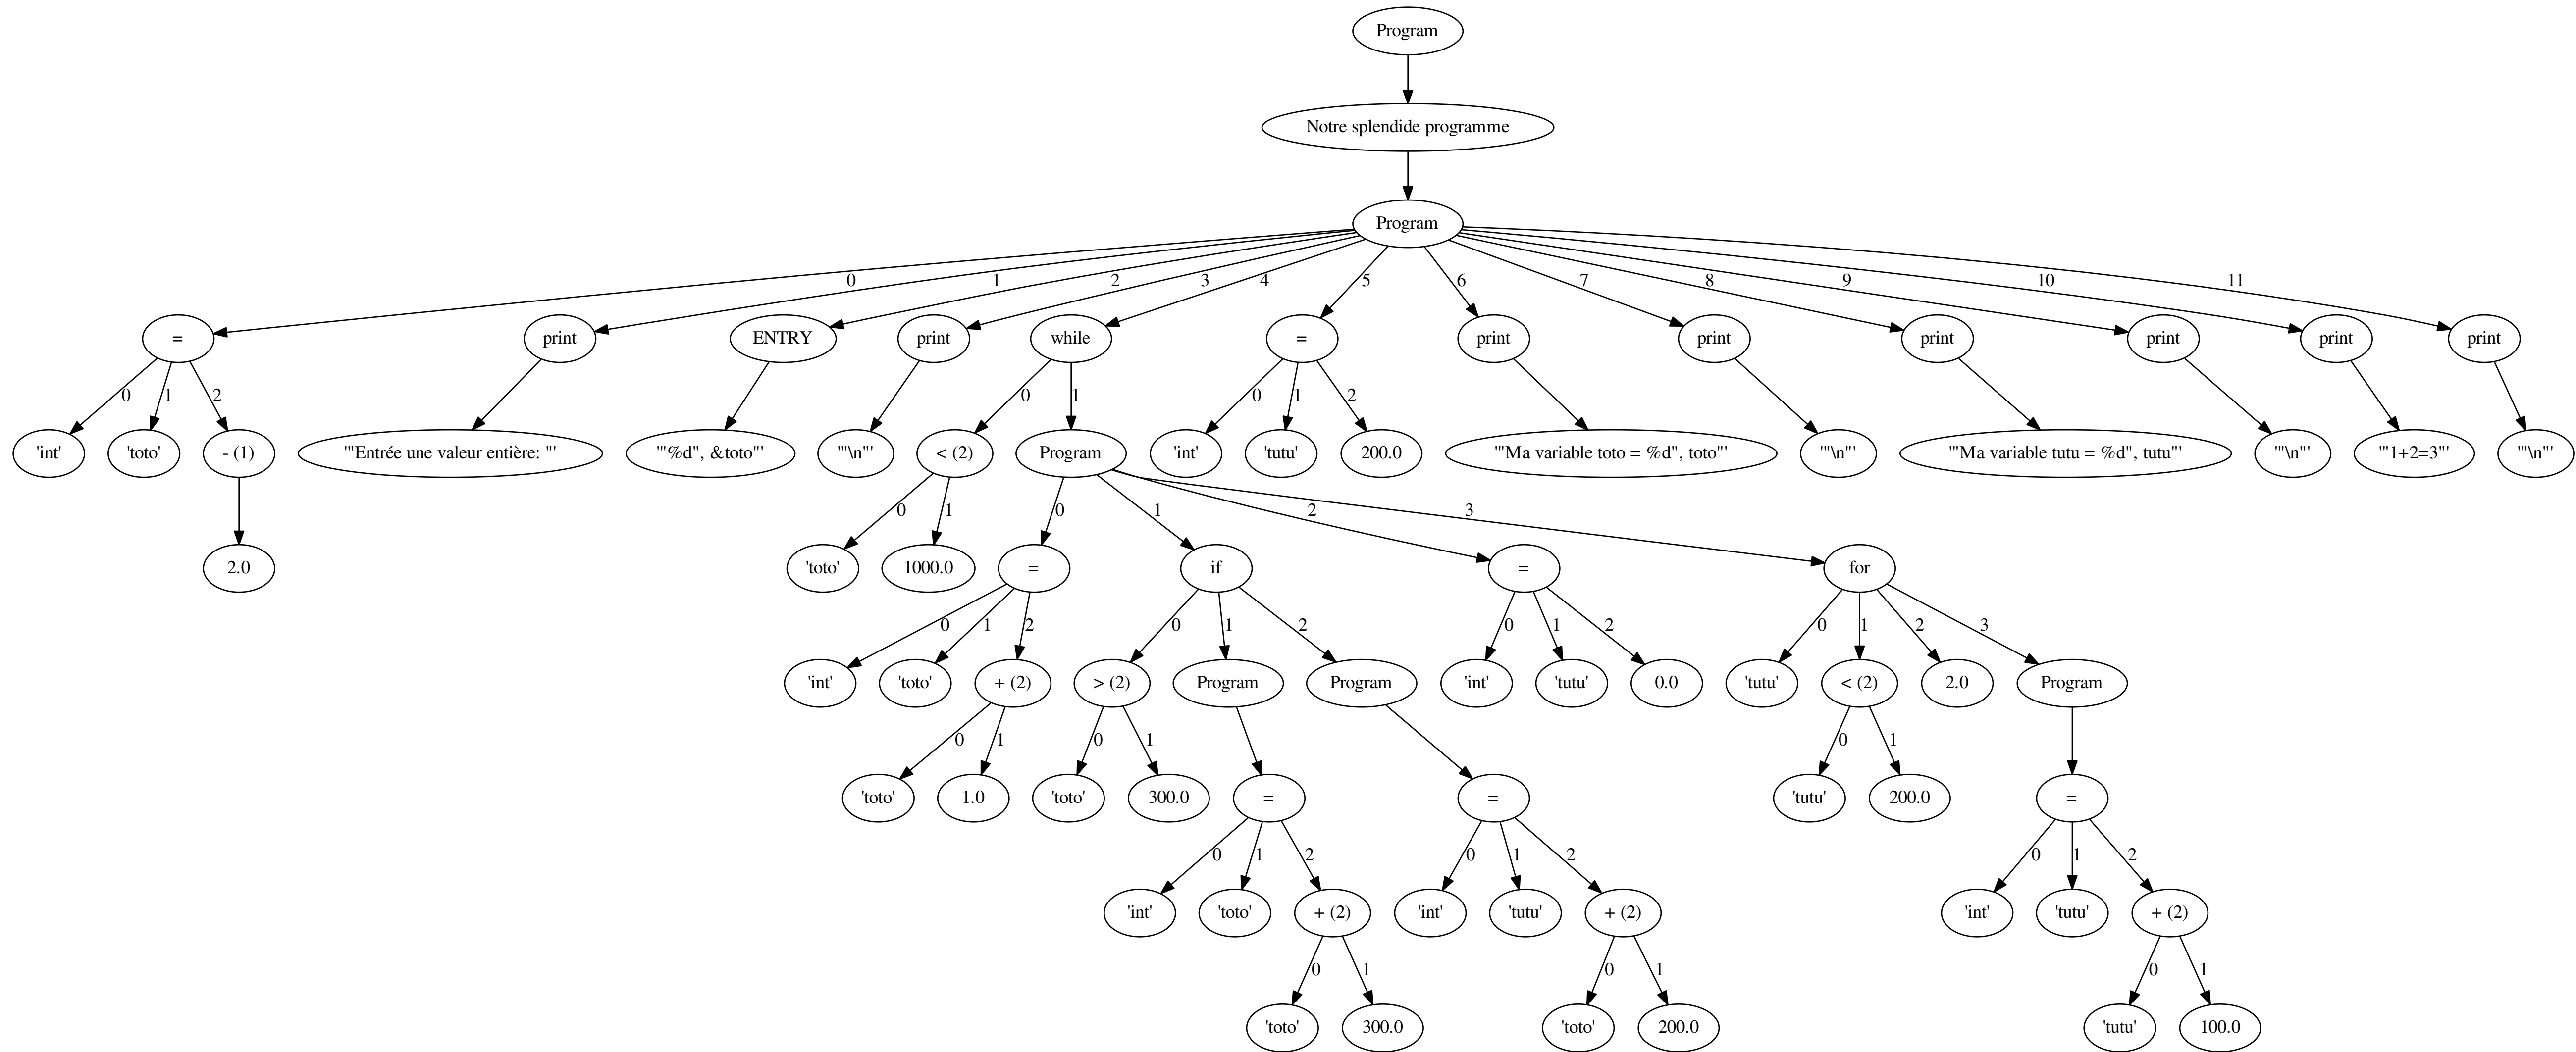 Program
Notre splendide programme
Program
0 1 2 3 4 5 6 7 8 9 10 11
= print ENTRY print while = print print print print print print
0 1 2 0 1 0 1 2
'int' 'toto' - (1) '"Entrée une valeur entière: "' '"%d", &toto"' '"\n"' < (2) Program 'int' 'tutu' 200.0 '"Ma variable toto = %d", toto"' '"\n"' '"Ma variable tutu = %d", tutu"' '"\n"' '"1+2=3"' '"\n"'
0 1 0 1 2 3
2.0 'toto' 1000.0 = if = for
0 1 2 0 1 2 0 1 2 0 1 2 3
'int' 'toto' + (2) > (2) Program Program 'int' 'tutu' 0.0 'tutu' < (2) 2.0 Program
0 1 0 1 0 1
'toto' 1.0 'toto' 300.0 = = 'tutu' 200.0 =
0 1 2 0 1 2 0 1 2
'int' 'toto' + (2) 'int' 'tutu' + (2) 'int' 'tutu' + (2)
0 1 0 1 0 1
'toto' 300.0 'toto' 200.0 'tutu' 100.0